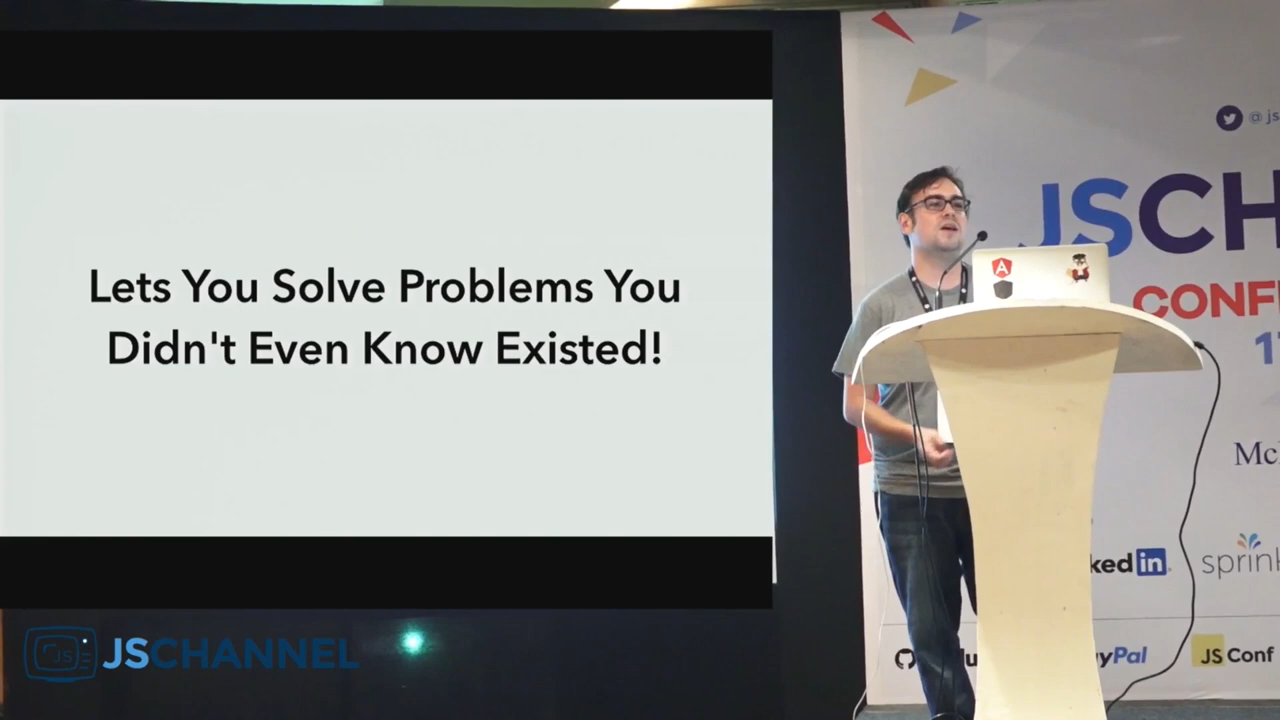 Lets You Solve Problems You
Didn't Even Know Existed!
@js
JSCH
CONF
Mc
ked in
sprink
yPal
JS Conf
A
JS
JSCHANNEL